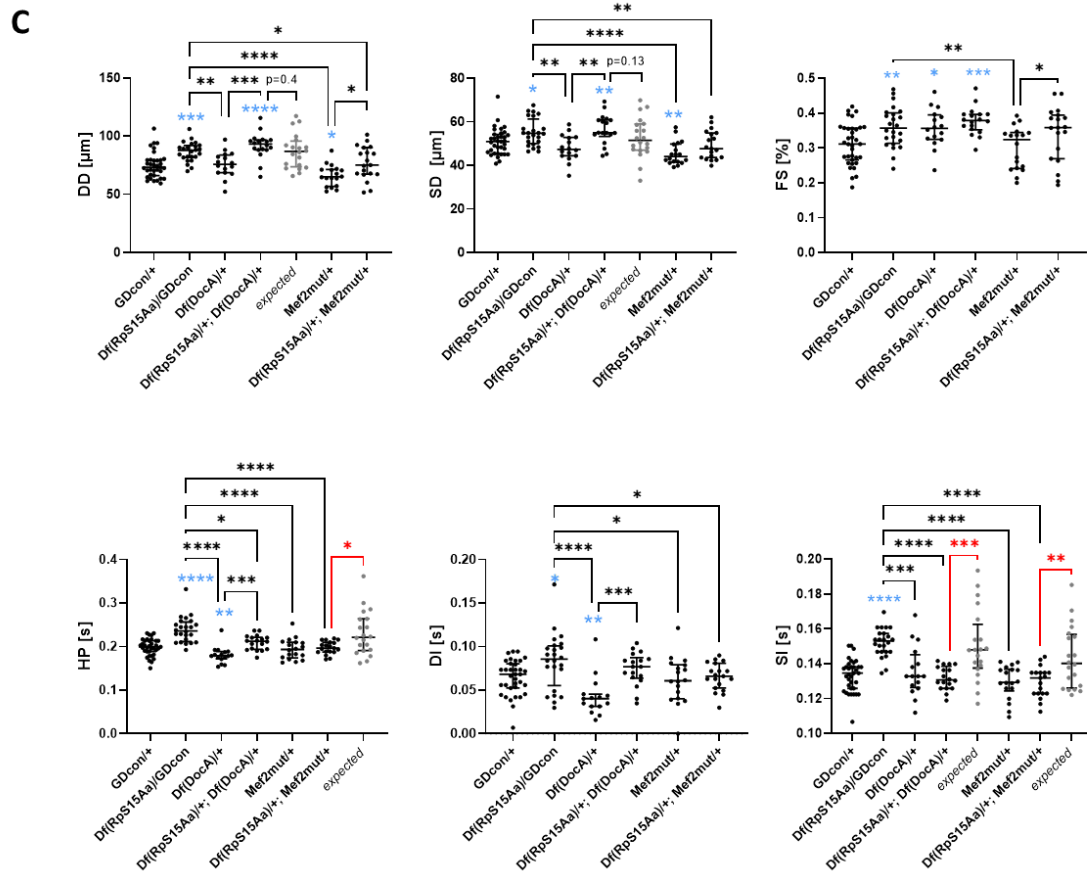 C
*
****
** *** p=0.4
*
*** **** *
DD [µm]
150
100
50
0
GDcon/+
Df(RpS15Aa)/GDcon
Df(DocA)/+
Df(RpS15Aa)/+; Df(DocA)/+
expected
Mef2mut/+
Df(RpS15Aa)/+; Mef2mut/+
**
****
** ** p=0.13
* ** **
SD [µm]
80
60
40
20
0
GDcon/+
Df(RpS15Aa)/GDcon
Df(DocA)/+
Df(RpS15Aa)/+; Df(DocA)/+
expected
Mef2mut/+
Df(RpS15Aa)/+; Mef2mut/+
**
*
** * ***
FS [%]
0.5
0.4
0.3
0.2
0.1
0.0
GDcon/+
Df(RpS15Aa)/GDcon
Df(DocA)/+
Df(RpS15Aa)/+; Df(DocA)/+
Mef2mut/+
Df(RpS15Aa)/+; Mef2mut/+
****
****
*
*
**** ***
**** **
HP [s]
0.4
0.3
0.2
0.1
0.0
GDcon/+
Df(RpS15Aa)/GDcon
Df(DocA)/+
Df(RpS15Aa)/+; Df(DocA)/+
Mef2mut/+
Df(RpS15Aa)/+; Mef2mut/+
expected
*
*
****
***
* **
DI [s]
0.20
0.15
0.10
0.05
0.00
GDcon/+
Df(RpS15Aa)/GDcon
Df(DocA)/+
Df(RpS15Aa)/+; Df(DocA)/+
Mef2mut/+
Df(RpS15Aa)/+; Mef2mut/+
****
****
**** ***
*** **
****
SI [s]
0.20
0.18
0.16
0.14
0.12
0.10
GDcon/+
Df(RpS15Aa)/GDcon
Df(DocA)/+
Df(RpS15Aa)/+; Df(DocA)/+
expected
Mef2mut/+
Df(RpS15Aa)/+; Mef2mut/+
expected